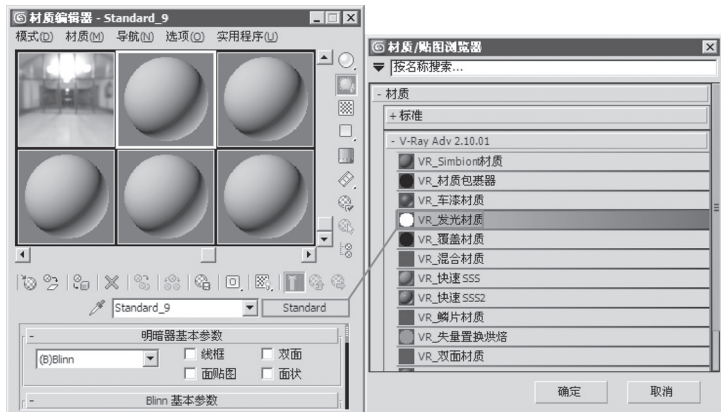 材质编辑器 - Standard_9
模式(D) 材质(M) 导航(N) 选项(O) 实用程序(U)
Standard_9
Standard
明暗器基本参数
(B)Blinn
线框
双面
面贴图
面状
Blinn 基本参数
材质/贴图浏览器
按名称搜索...
- 材质
+ 标准
- V-Ray Adv 2.10.01
VR_Simbiont材质
VR_材质包裹器
VR_车漆材质
VR_发光材质
VR_覆盖材质
VR_混合材质
VR_快速 SSS
VR_快速 SSS2
VR_鳞片材质
VR_矢量置换烘焙
VR_双面材质
确定
取消